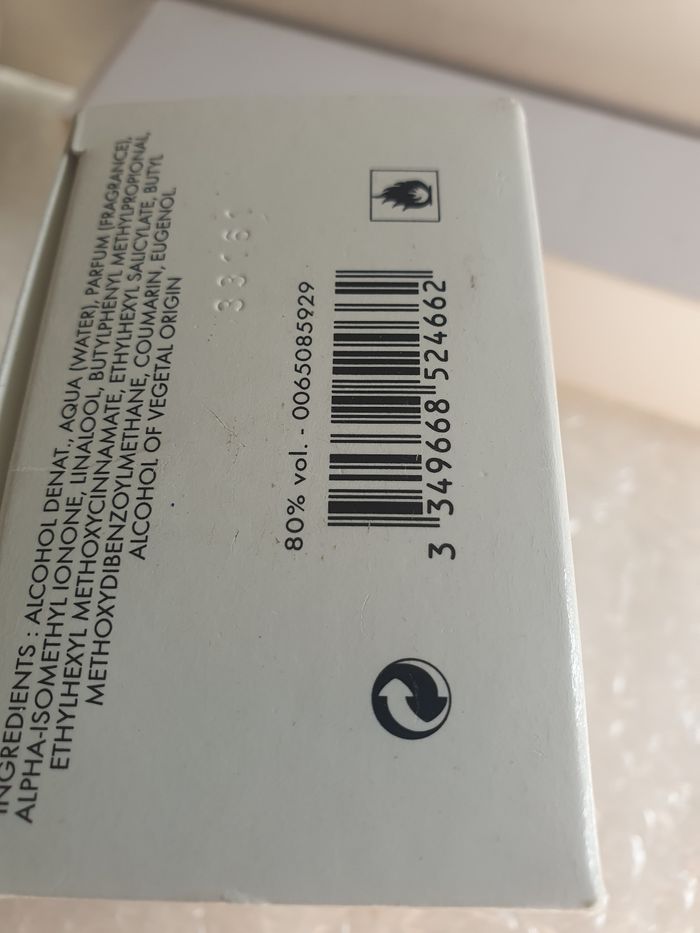 INGREDIENTS : ALCOHOL DENAT., AQUA (WATER), PARFUM (FRAGRANCE),
ALPHA-ISOMETHYL IONONE, LINALOOL, BUTYLPHENYL METHYLPROPIONAL,
ETHYLHEXYL METHOXYCINNAMATE, ETHYLHEXYL SALICYLATE, BUTYL
METHOXYDIBENZOYLMETHANE, COUMARIN, EUGENOL
ALCOHOL OF VEGETAL ORIGIN
80% vol. - 0065085929
3 349668 524662